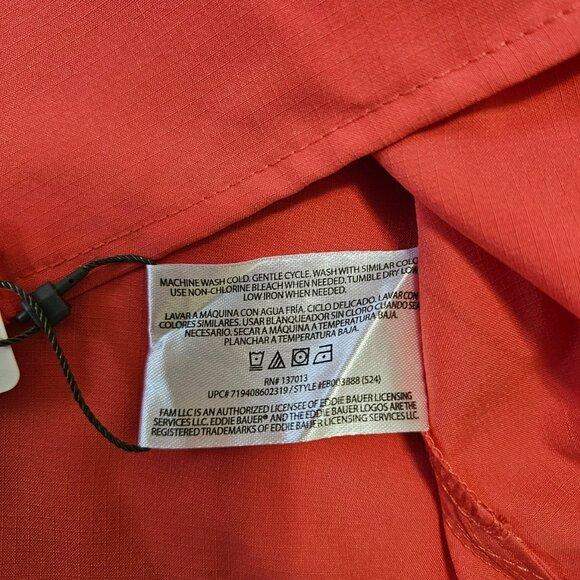 MACHINE WASH COLD. GENTLE CYCLE. WASH WITH SIMILAR COLO
USE NON-CHLORINE BLEACH WHEN NEEDED. TUMBLE DRY LOW
LOW IRON WHEN NEEDED.
LAVAR A MÁQUINA CON AGUA FRÍA. CICLO DELICADO. LAVAR CON
COLORES SIMILARES. USAR BLANQUEADOR SIN CLORO CUANDO SEA
NECESARIO. SECAR A MÁQUINA A TEMPERATURA BAJA.
PLANCHAR A TEMPERATURA BAJA.
RN# 137013
UPC# 719408602319 / STYLE #EB003888 (S24)
FAM LLC IS AN AUTHORIZED LICENSEE OF EDDIE BAUER LICENSING
SERVICES LLC. EDDIE BAUER® AND THE EDDIE BAUER LOGOS ARE THE
REGISTERED TRADEMARKS OF EDDIE BAUER LICENSING SERVICES LLC.